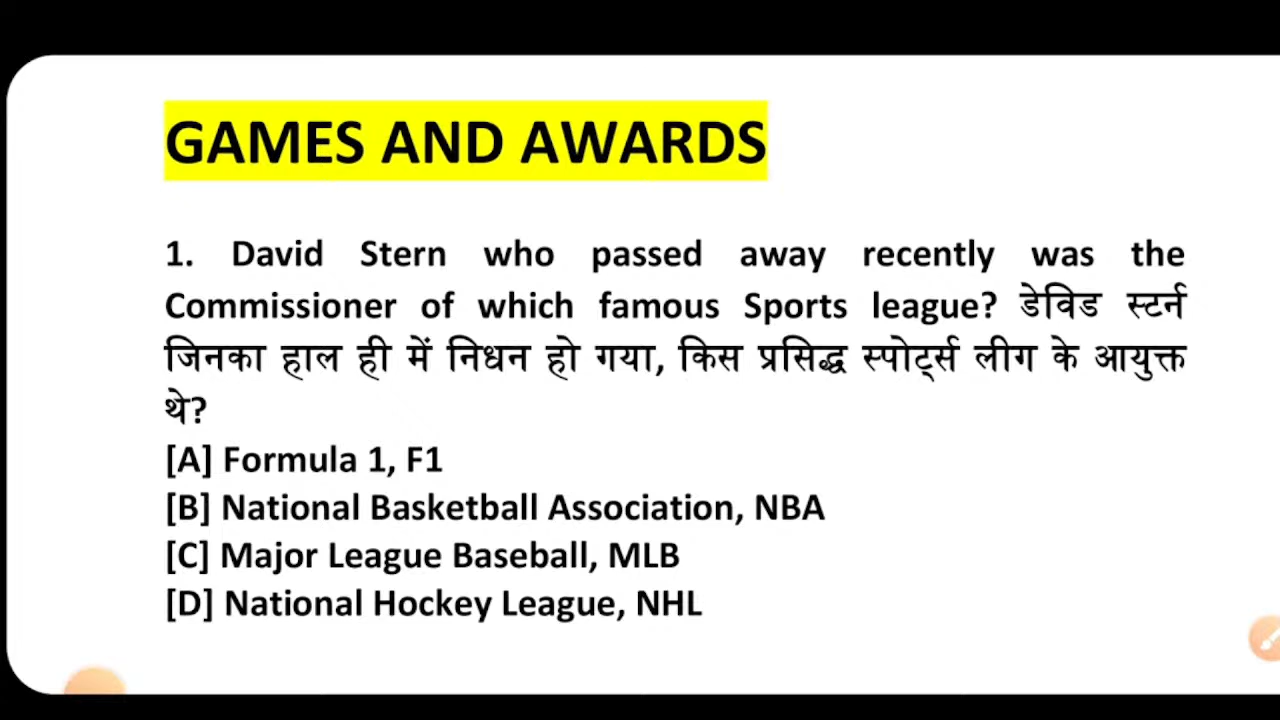 GAMES AND AWARDS
1. David Stern who passed away recently was the
Commissioner of which famous Sports league? डेविड स्टर्न
जिनका हाल ही में निधन हो गया, किस प्रसिद्ध स्पोर्ट्स लीग के आयुक्त
थे?
[A] Formula 1, F1
[B] National Basketball Association, NBA
[C] Major League Baseball, MLB
[D] National Hockey League, NHL